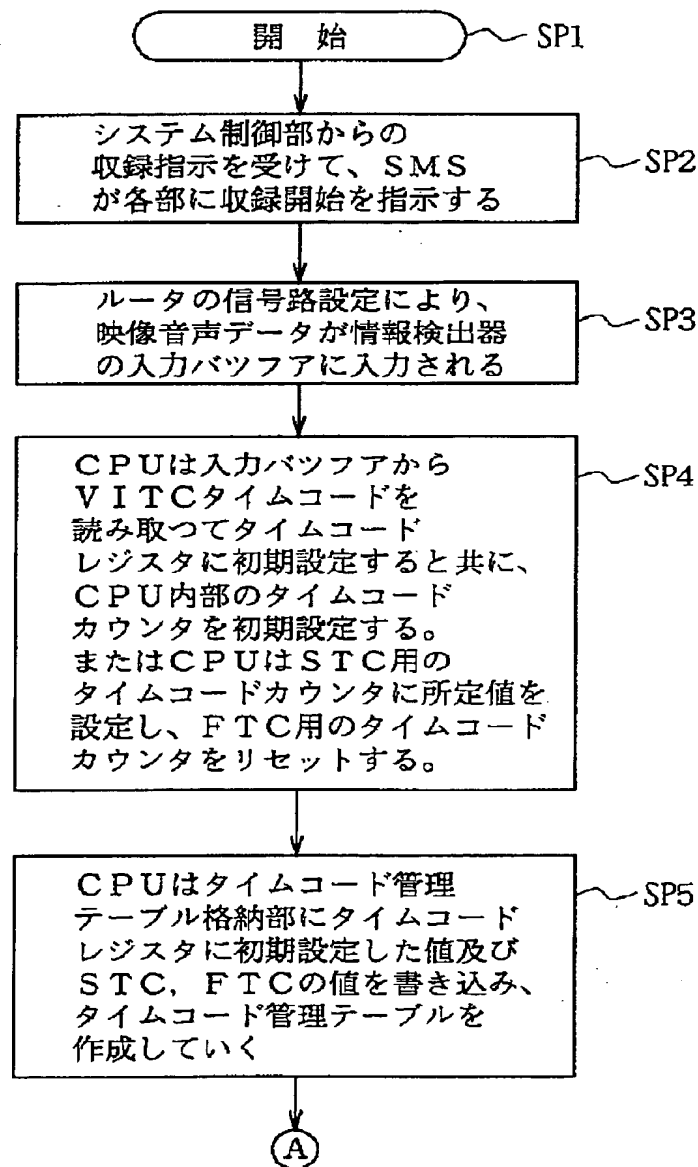 開 始
SP1
システム制御部からの
収録指示を受けて、SMS
が各部に収録開始を指示する
SP2
ルータの信号路設定により、
映像音声データが情報検出器
の入力バツフアに入力される
SP3
CPUは入力バツフアから
VITCタイムコードを
読み取つてタイムコード
レジスタに初期設定すると共に、
CPU内部のタイムコード
カウンタを初期設定する。
またはCPUはSTC用の
タイムコードカウンタに所定値を
設定し、FTC用のタイムコード
カウンタをリセットする。
SP4
CPUはタイムコード管理
テーブル格納部にタイムコード
レジスタに初期設定した値及び
STC,FTCの値を書き込み、
タイムコード管理テーブルを
作成していく
SP5
A